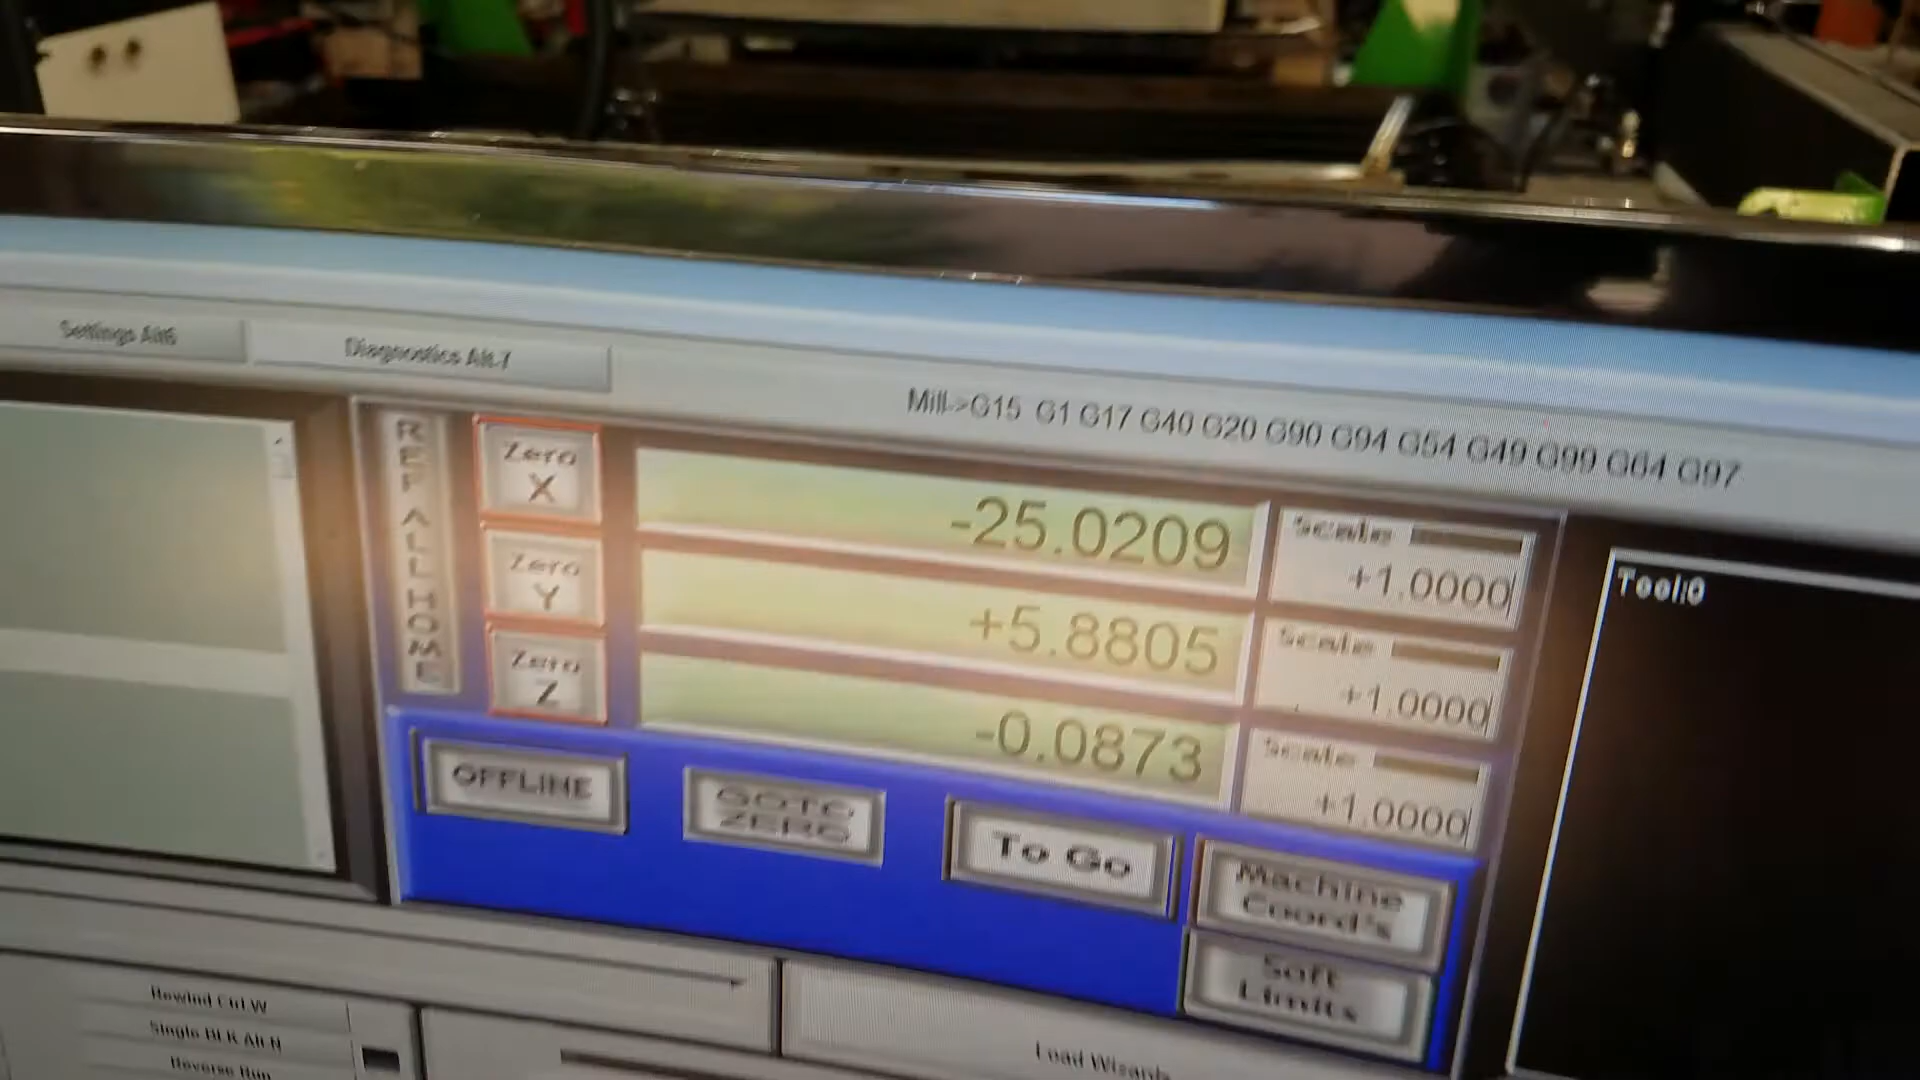 Settings Alt6
Diagnostics Alt-7
Mill->G15 G1 G17 G40 G20 G90 G94 G54 G49 G99 G64 G97
REF ALL HOME
Zero X
-25.0209
Scale
+1.0000
Zero Y
+5.8805
Scale
+1.0000
Zero Z
-0.0873
Scale
+1.0000
Tool:0
OFFLINE
GOTO ZERO
To Go
Machine Coord's
Soft Limits
Rewind Ctrl W
Single BLK Alt N
Reverse Run
Load Wizards